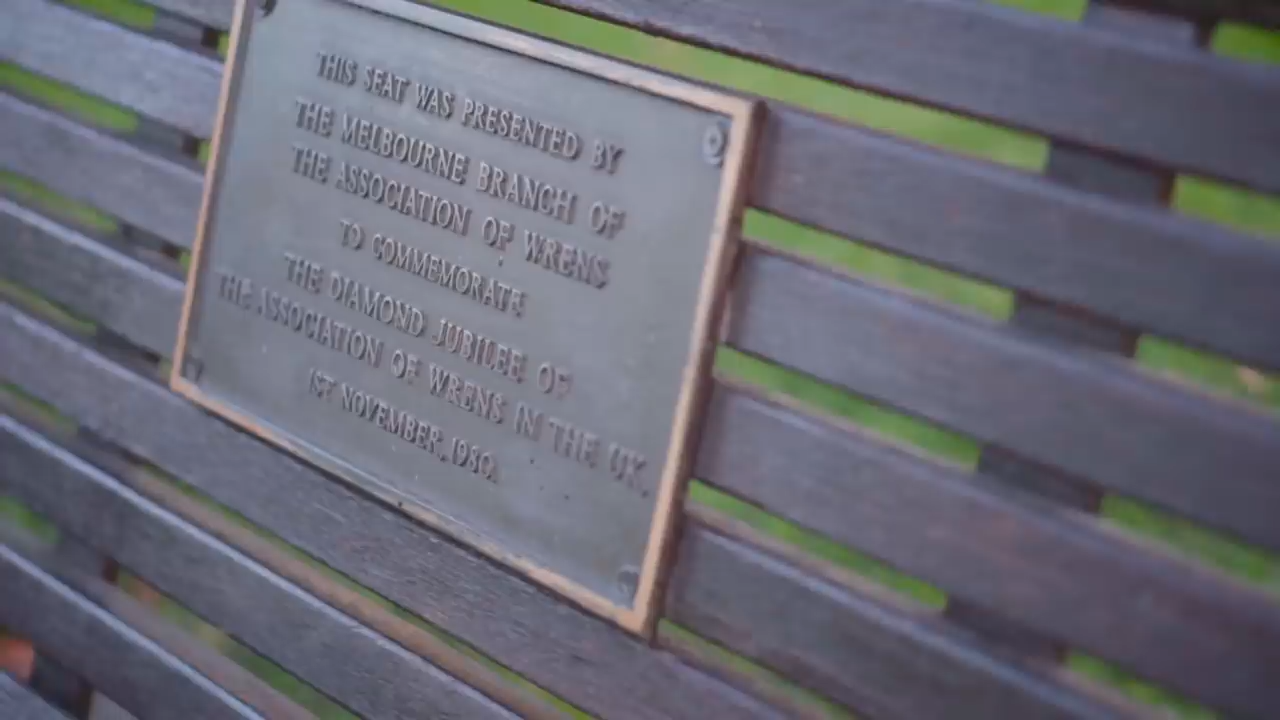 THIS SEAT WAS PRESENTED BY
THE MELBOURNE BRANCH OF
THE ASSOCIATION OF WRENS
TO COMMEMORATE
THE DIAMOND JUBILEE OF
THE ASSOCIATION OF WRENS IN THE UK.
1ST NOVEMBER, 1980.